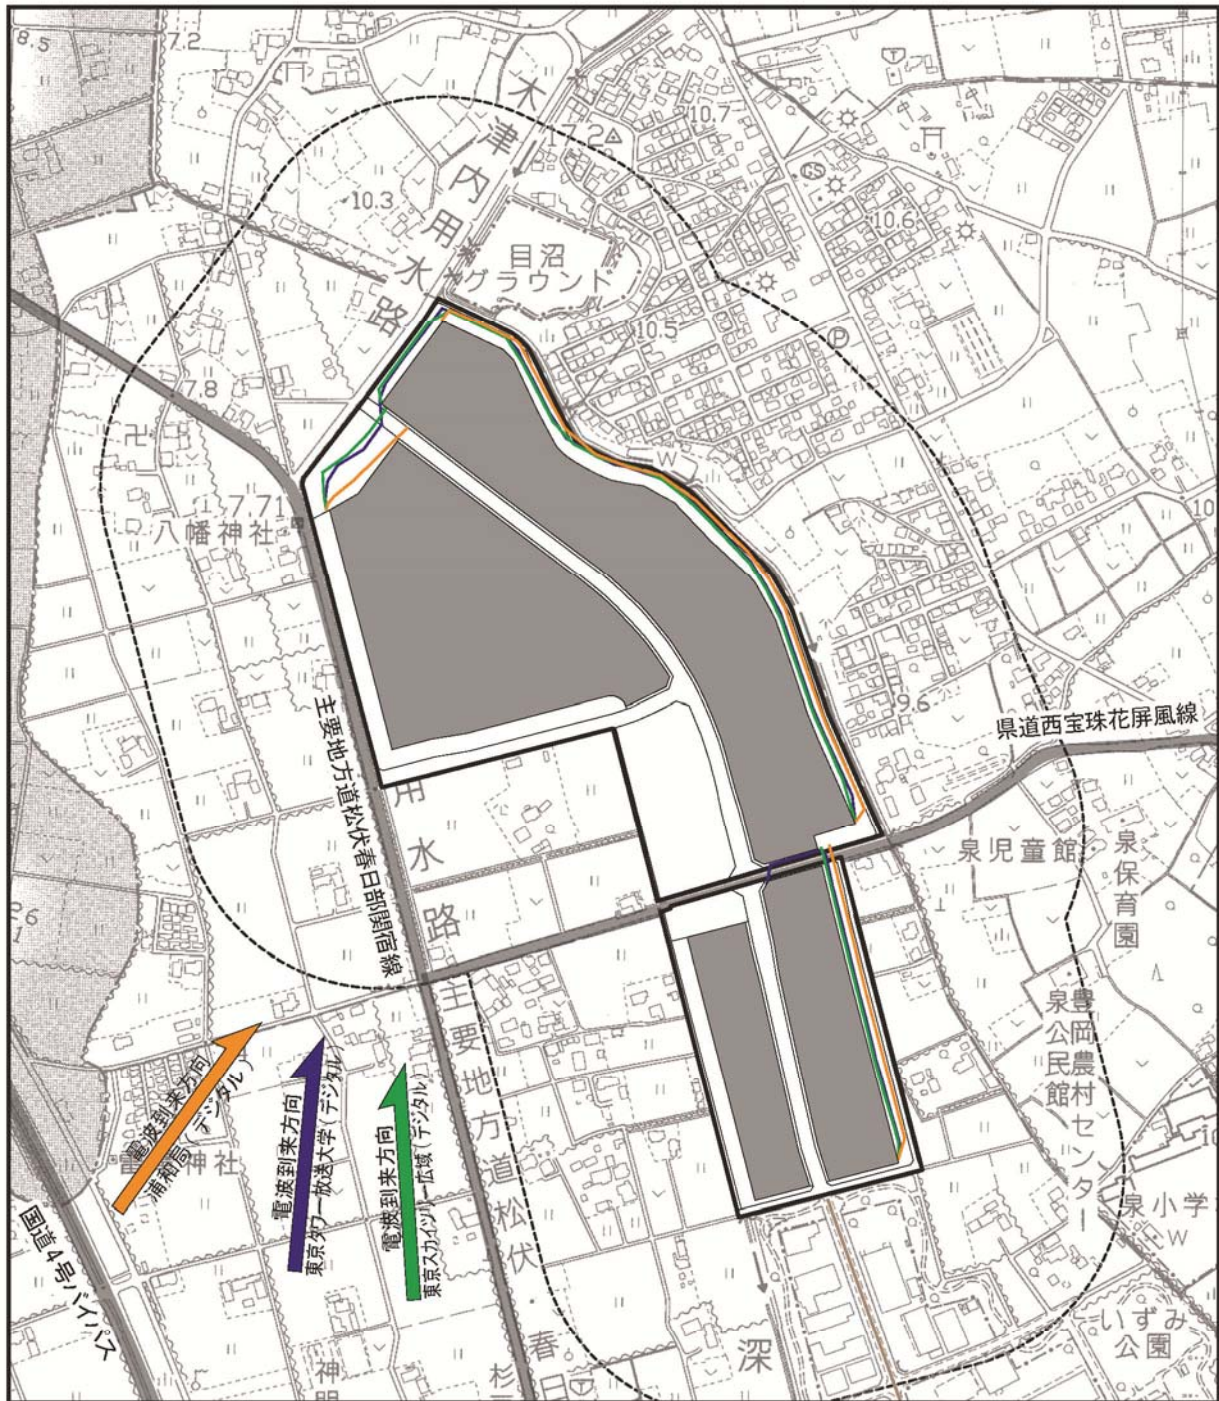 8.5
7.2
木津内用水路
17.2
10.7
GS
10.3
10.6
目沼
グラウンド
10.5
P
7.8
7.71
八幡神社
W
9.6
県道西宝珠花屏風線
主要地方道松伏春日部関宿線
用水路
泉児童館
泉保育園
豊岡農村センター
泉公民館
主要地方道松伏
春日
電波到来方向
浦和局(デジタル)
電波到来方向
東京タワー放送大学(デジタル)
電波到来方向
東京スカイツリー広域(デジタル)
神社
国道4号バイパス
神明
杉
深
泉小学
W
いずみ
公園
10
10